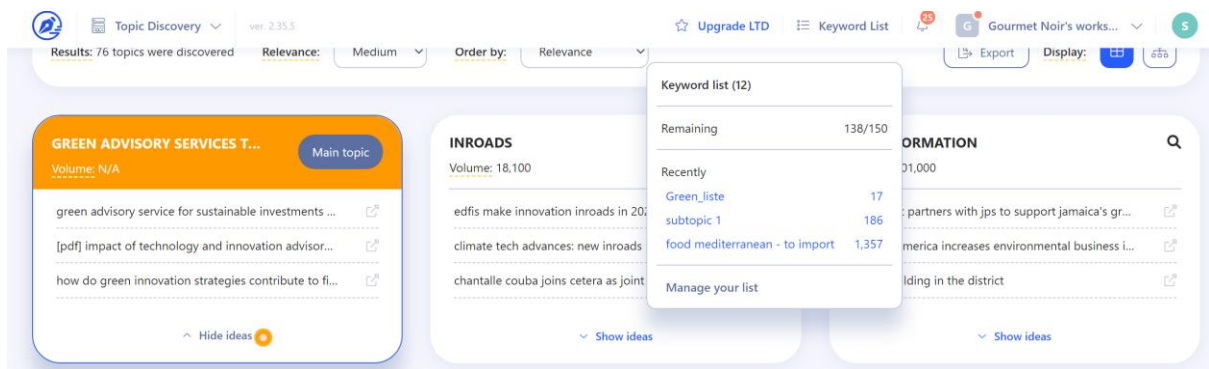 Topic Discovery
ver. 2.35.5
Upgrade LTD
Keyword List
25
G
Gourmet Noir's works...
S
Results: 76 topics were discovered
Relevance:
Medium
Order by:
Relevance
Export
Display:
Keyword list (12)
Remaining 138/150
Recently
Green_liste 17
subtopic 1 186
food mediterranean - to import 1,357
Manage your list
GREEN ADVISORY SERVICES T...
Main topic
Volume: N/A
green advisory service for sustainable investments ...
[pdf] impact of technology and innovation advisor...
how do green innovation strategies contribute to fi...
Hide ideas
INROADS
Volume: 18,100
edfis make innovation inroads in 202
climate tech advances: new inroads
chantalle couba joins cetera as joint
Show ideas
ORMATION
01,000
partners with jps to support jamaica's gr...
merica increases environmental business i...
lding in the district
Show ideas